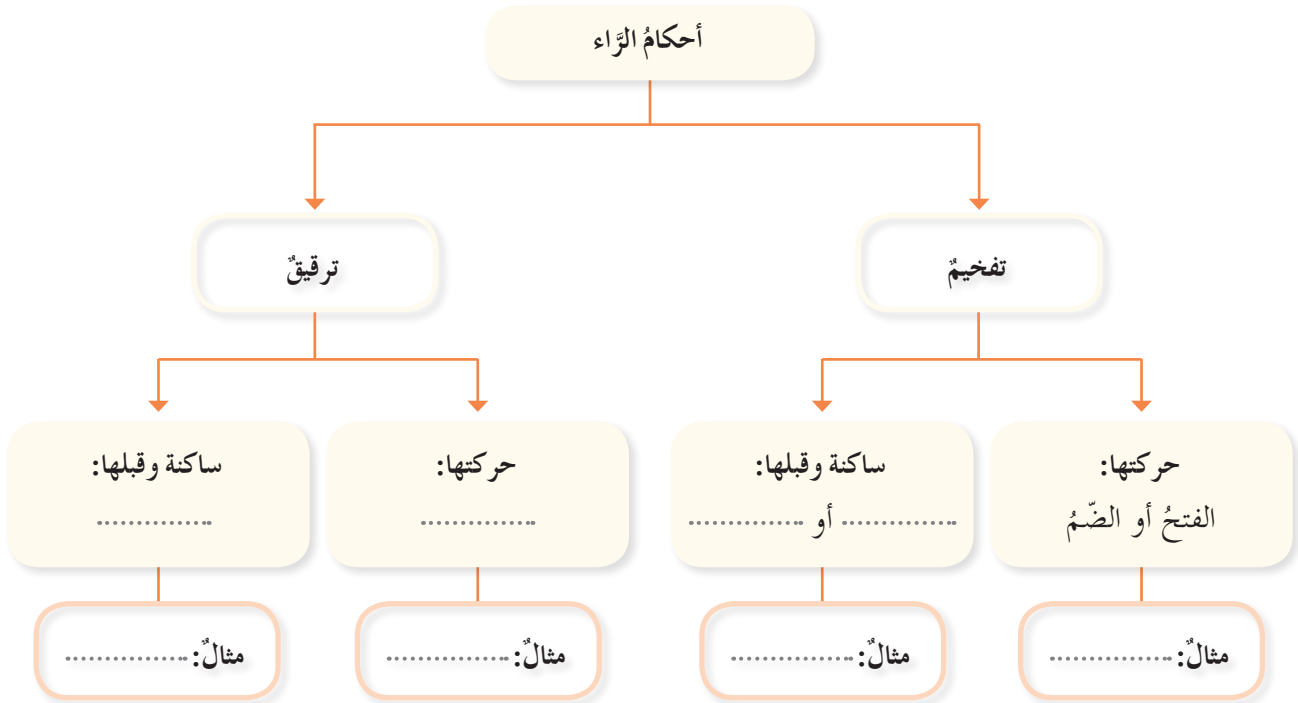 أحكامُ الرَّاء
تفخيمٌ
ترقيقٌ
حركتها:
الفتحُ أو الضّمُ
ساكنة وقبلها:
.............. أو ..............
حركتها:
..............
ساكنة وقبلها:
..............
مثالٌ: ...............
مثالٌ: ...............
مثالٌ: ...............
مثالٌ: ...............